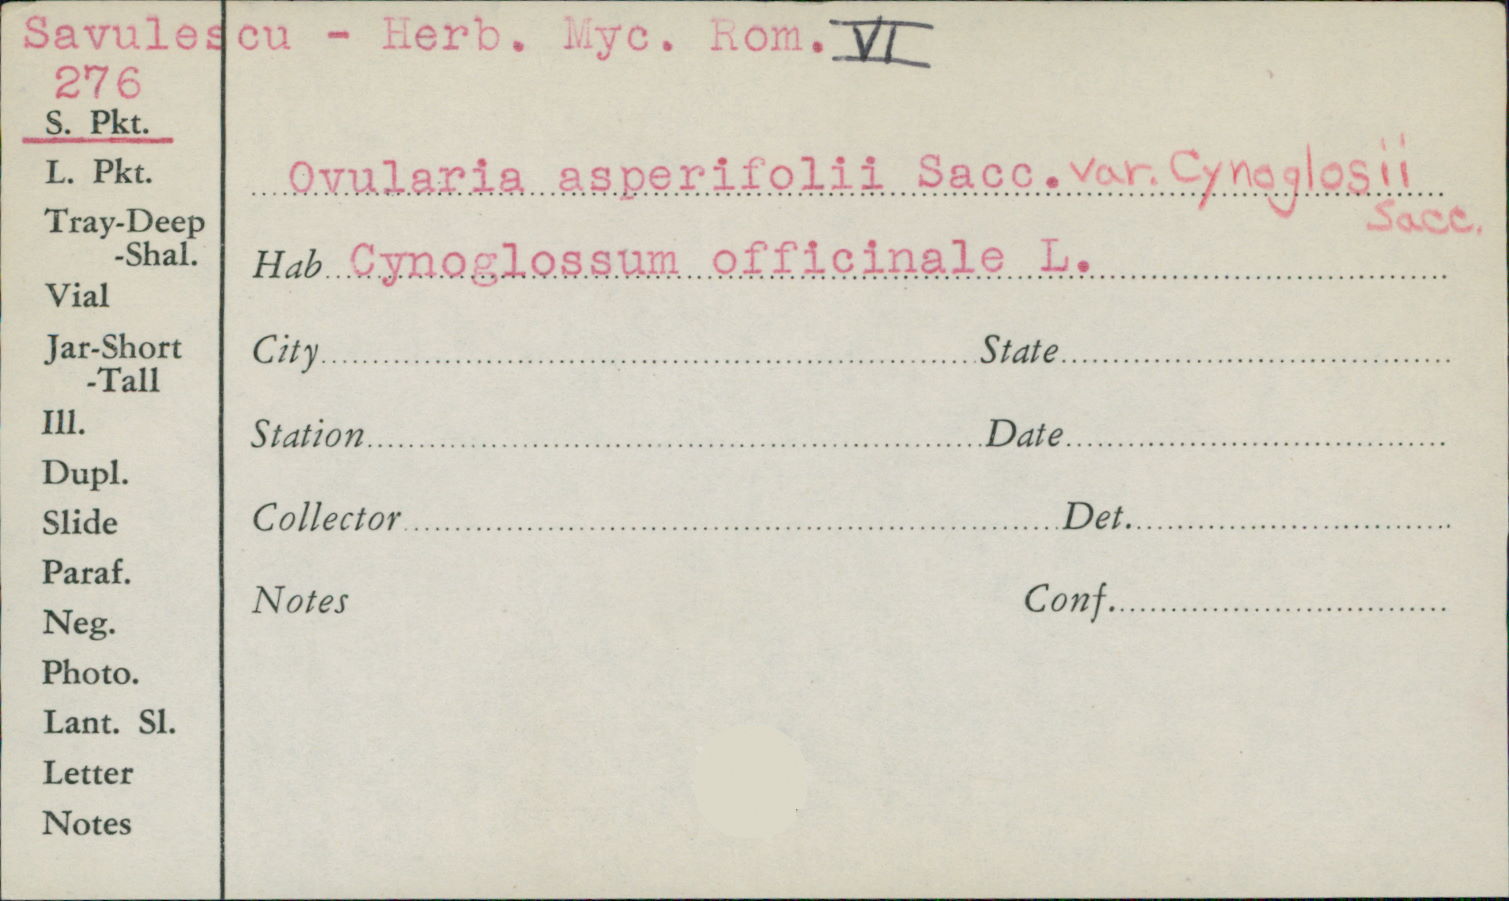 Savulescu - Herb. Myc. Rom. VI
276
S. Pkt.
L. Pkt.
Tray-Deep
-Shal.
Vial
Jar-Short
-Tall
Ill.
Dupl.
Slide
Paraf.
Neg.
Photo.
Lant. Sl.
Letter
Notes
Ovularia asperifolii Sacc. var. Cynoglosii
Sacc.
Hab Cynoglossum officinale L.
City State
Station Date
Collector Det.
Notes Conf.